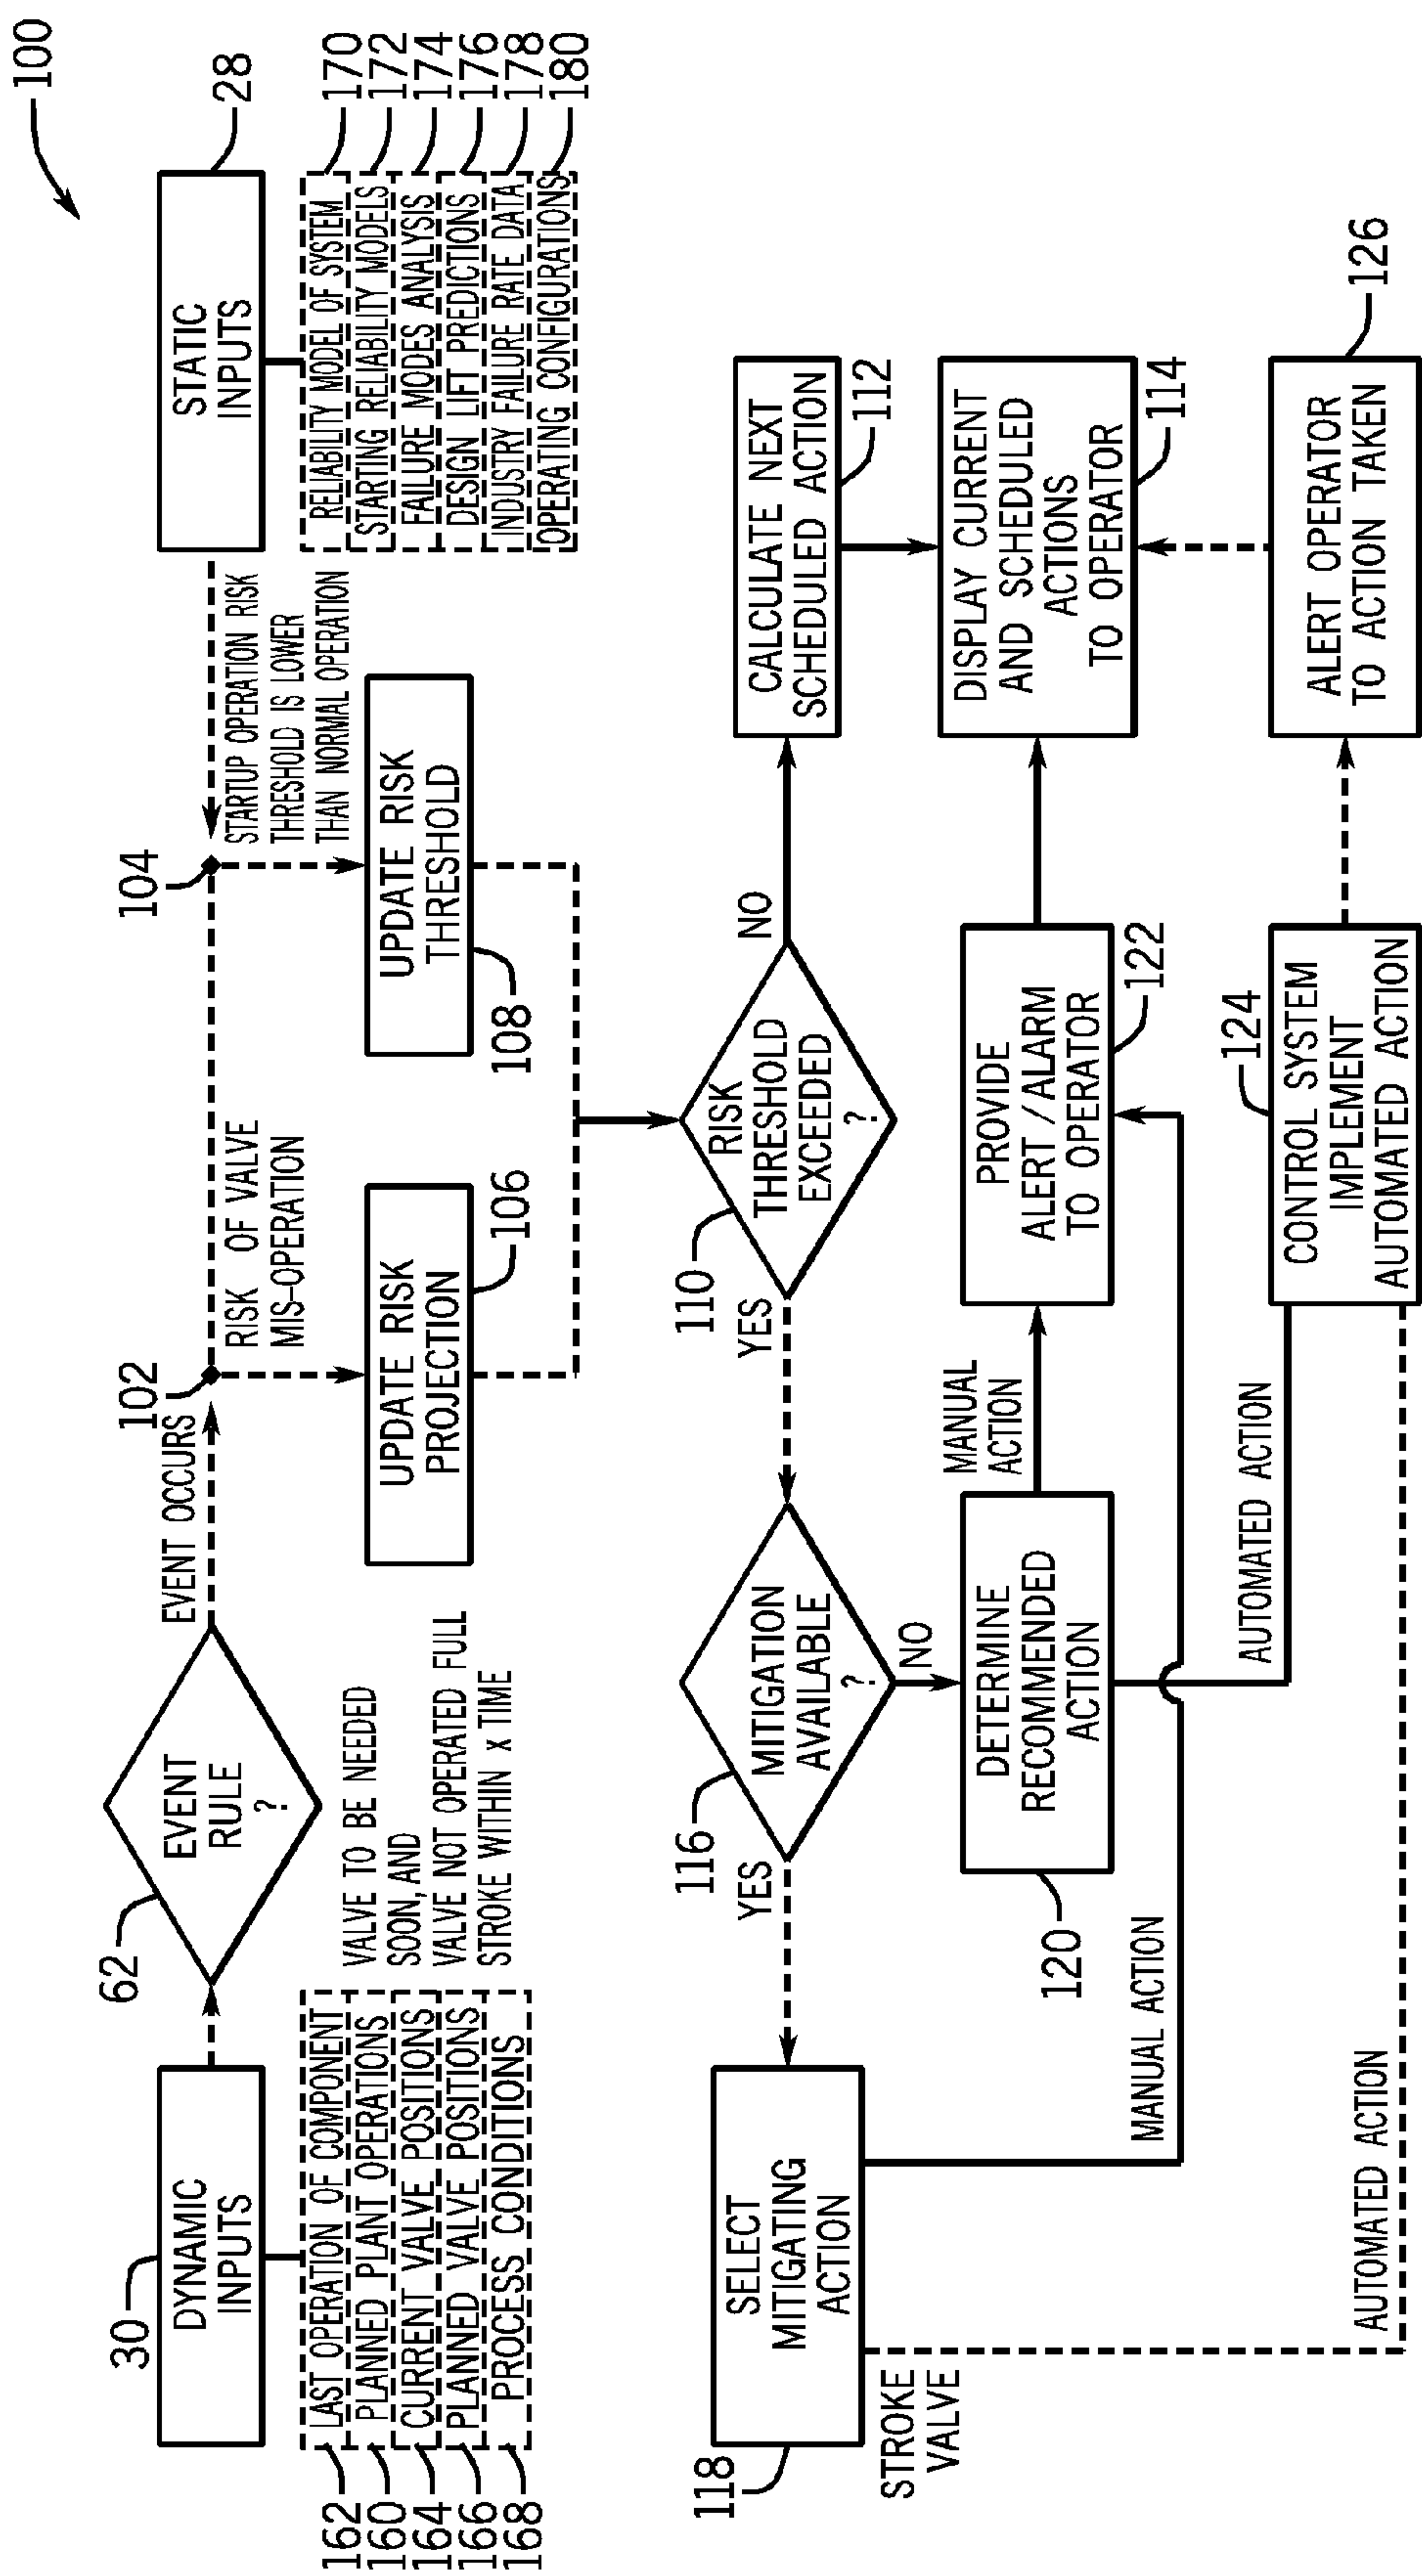 100
30
DYNAMIC
INPUTS
162
LAST OPERATION OF COMPONENT
160
PLANNED PLANT OPERATIONS
164
CURRENT VALVE POSITIONS
166
PLANNED VALVE POSITIONS
168
PROCESS CONDITIONS
62
EVENT
RULE
?
VALVE TO BE NEEDED
SOON, AND
VALVE NOT OPERATED FULL
STROKE WITHIN x TIME
EVENT OCCURS
102
RISK OF VALVE
MIS-OPERATION
UPDATE RISK
PROJECTION
106
104
STARTUP OPERATION RISK
THRESHOLD IS LOWER
THAN NORMAL OPERATION
UPDATE RISK
THRESHOLD
108
STATIC
INPUTS
28
RELIABILITY MODEL OF SYSTEM
170
STARTING RELIABILITY MODELS
172
FAILURE MODES ANALYSIS
174
DESIGN LIFT PREDICTIONS
176
INDUSTRY FAILURE RATE DATA
178
OPERATING CONFIGURATIONS
180
110
RISK
THRESHOLD
EXCEEDED
?
NO
YES
CALCULATE NEXT
SCHEDULED ACTION
112
DISPLAY CURRENT
AND SCHEDULED
ACTIONS
TO OPERATOR
114
116
MITIGATION
AVAILABLE
?
YES
NO
SELECT
MITIGATING
ACTION
118
STROKE
VALVE
DETERMINE
RECOMMENDED
ACTION
120
MANUAL
ACTION
PROVIDE
ALERT/ALARM
TO OPERATOR
122
MANUAL ACTION
AUTOMATED ACTION
AUTOMATED ACTION
124
CONTROL SYSTEM
IMPLEMENT
AUTOMATED ACTION
ALERT OPERATOR
TO ACTION TAKEN
126